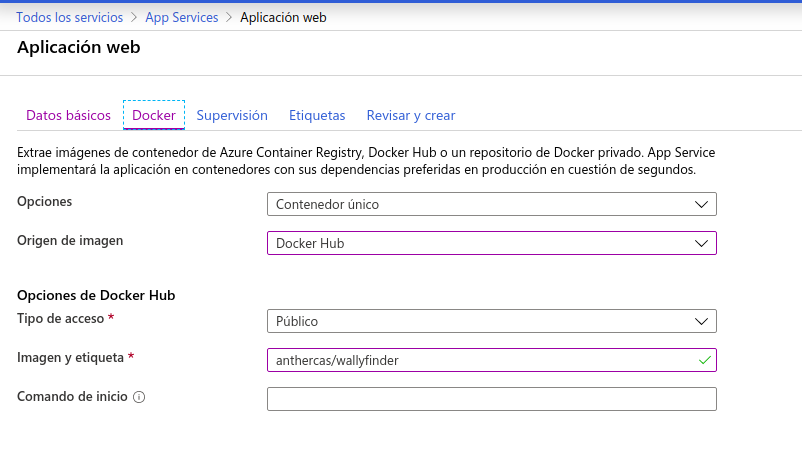 Todos los servicios > App Services > Aplicación web
Aplicación web
Datos básicos Docker Supervisión Etiquetas Revisar y crear
Extrae imágenes de contenedor de Azure Container Registry, Docker Hub o un repositorio de Docker privado. App Service
implementará la aplicación en contenedores con sus dependencias preferidas en producción en cuestión de segundos.
Opciones Contenedor único
Origen de imagen Docker Hub
Opciones de Docker Hub
Tipo de acceso * Público
Imagen y etiqueta * anthercas/wallyfinder
Comando de inicio